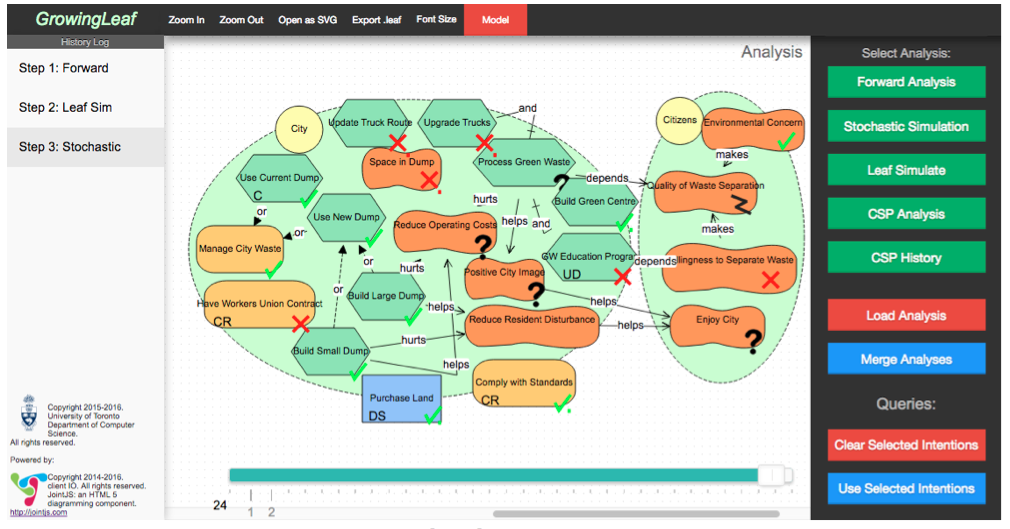 GrowingLeaf
Zoom In
Zoom Out
Open as SVG
Export .leaf
Font Size
Model
History Log
Step 1: Forward
Step 2: Leaf Sim
Step 3: Stochastic
Copyright 2015-2016.
University of Toronto
Department of Computer
Science.
All rights reserved.
Powered by:
Copyright 2014-2016.
client IO. All rights reserved.
JointJS: an HTML 5
diagramming component.
http://jointjs.com
Analysis
City
Update Truck Route
Upgrade Trucks
and
Space in Dump
Process Green Waste
?
Use Current Dump
C
or
Use New Dump
or
Manage City Waste
hurts
depends
Build Green Centre
Reduce Operating Costs
?
helps
and
GW Education Progra
UD
depends
Positive City Image
?
or
hurts
Have Workers Union Contract
CR
or
Build Large Dump
helps
Reduce Resident Disturbance
hurts
helps
helps
Build Small Dump
helps
Purchase Land
DS
Comply with Standards
CR
Citizens
Environmental Concern
makes
Quality of Waste Separation
makes
llingness to Separate Waste
Enjoy City
?
24
1
2
Select Analysis:
Forward Analysis
Stochastic Simulation
Leaf Simulate
CSP Analysis
CSP History
Load Analysis
Merge Analyses
Queries:
Clear Selected Intentions
Use Selected Intentions